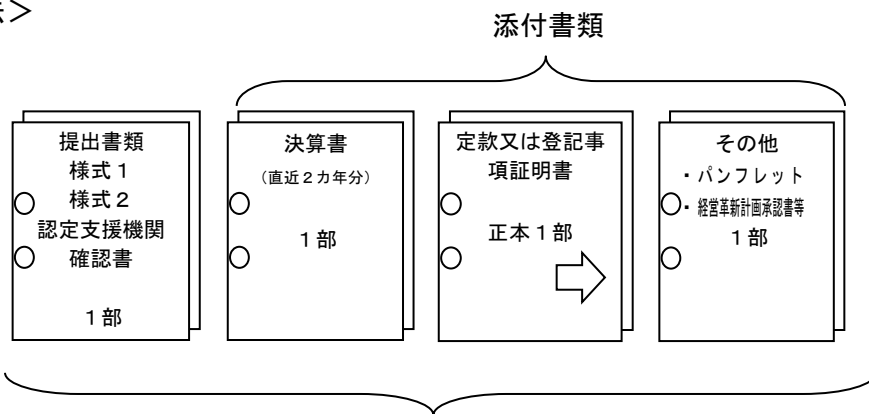 ＞
添付書類
提出書類
様式１
様式２
認定支援機関
確認書
１部
決算書
（直近２カ年分）
１部
定款又は登記事
項証明書
正本１部
その他
・パンフレット
・経営革新計画承認書等
１部